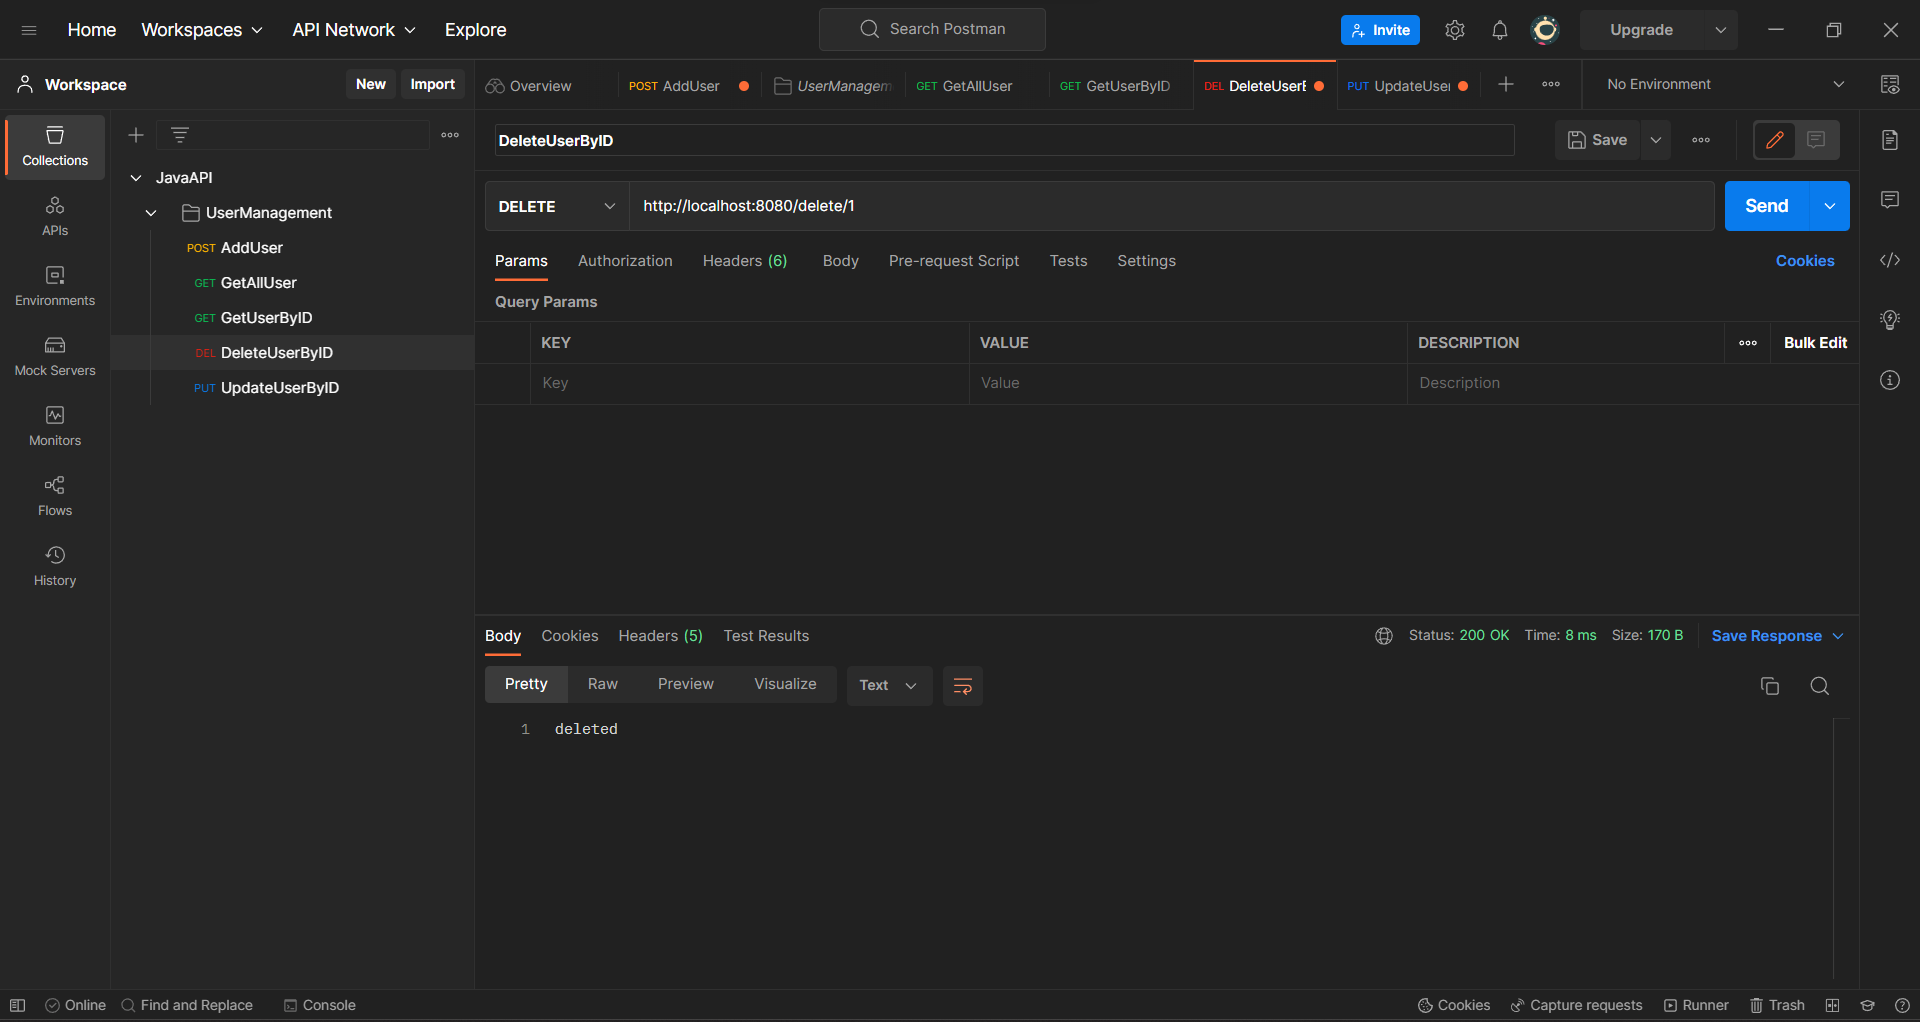 Home Workspaces API Network Explore Search Postman Invite Upgrade
Workspace New Import Overview POST AddUser UserManagem GET GetAllUser GET GetUserByID DEL DeleteUserE PUT UpdateUser No Environment
Collections
APIs
Environments
Mock Servers
Monitors
Flows
History
JavaAPI
UserManagement
POST AddUser
GET GetAllUser
GET GetUserByID
DEL DeleteUserByID
PUT UpdateUserByID
DeleteUserByID Save
DELETE http://localhost:8080/delete/1 Send
Params Authorization Headers (6) Body Pre-request Script Tests Settings Cookies
Query Params
KEY VALUE DESCRIPTION Bulk Edit
Key Value Description
Body Cookies Headers (5) Test Results Status: 200 OK Time: 8 ms Size: 170 B Save Response
Pretty Raw Preview Visualize Text
1 deleted
Online Find and Replace Console Cookies Capture requests Runner Trash